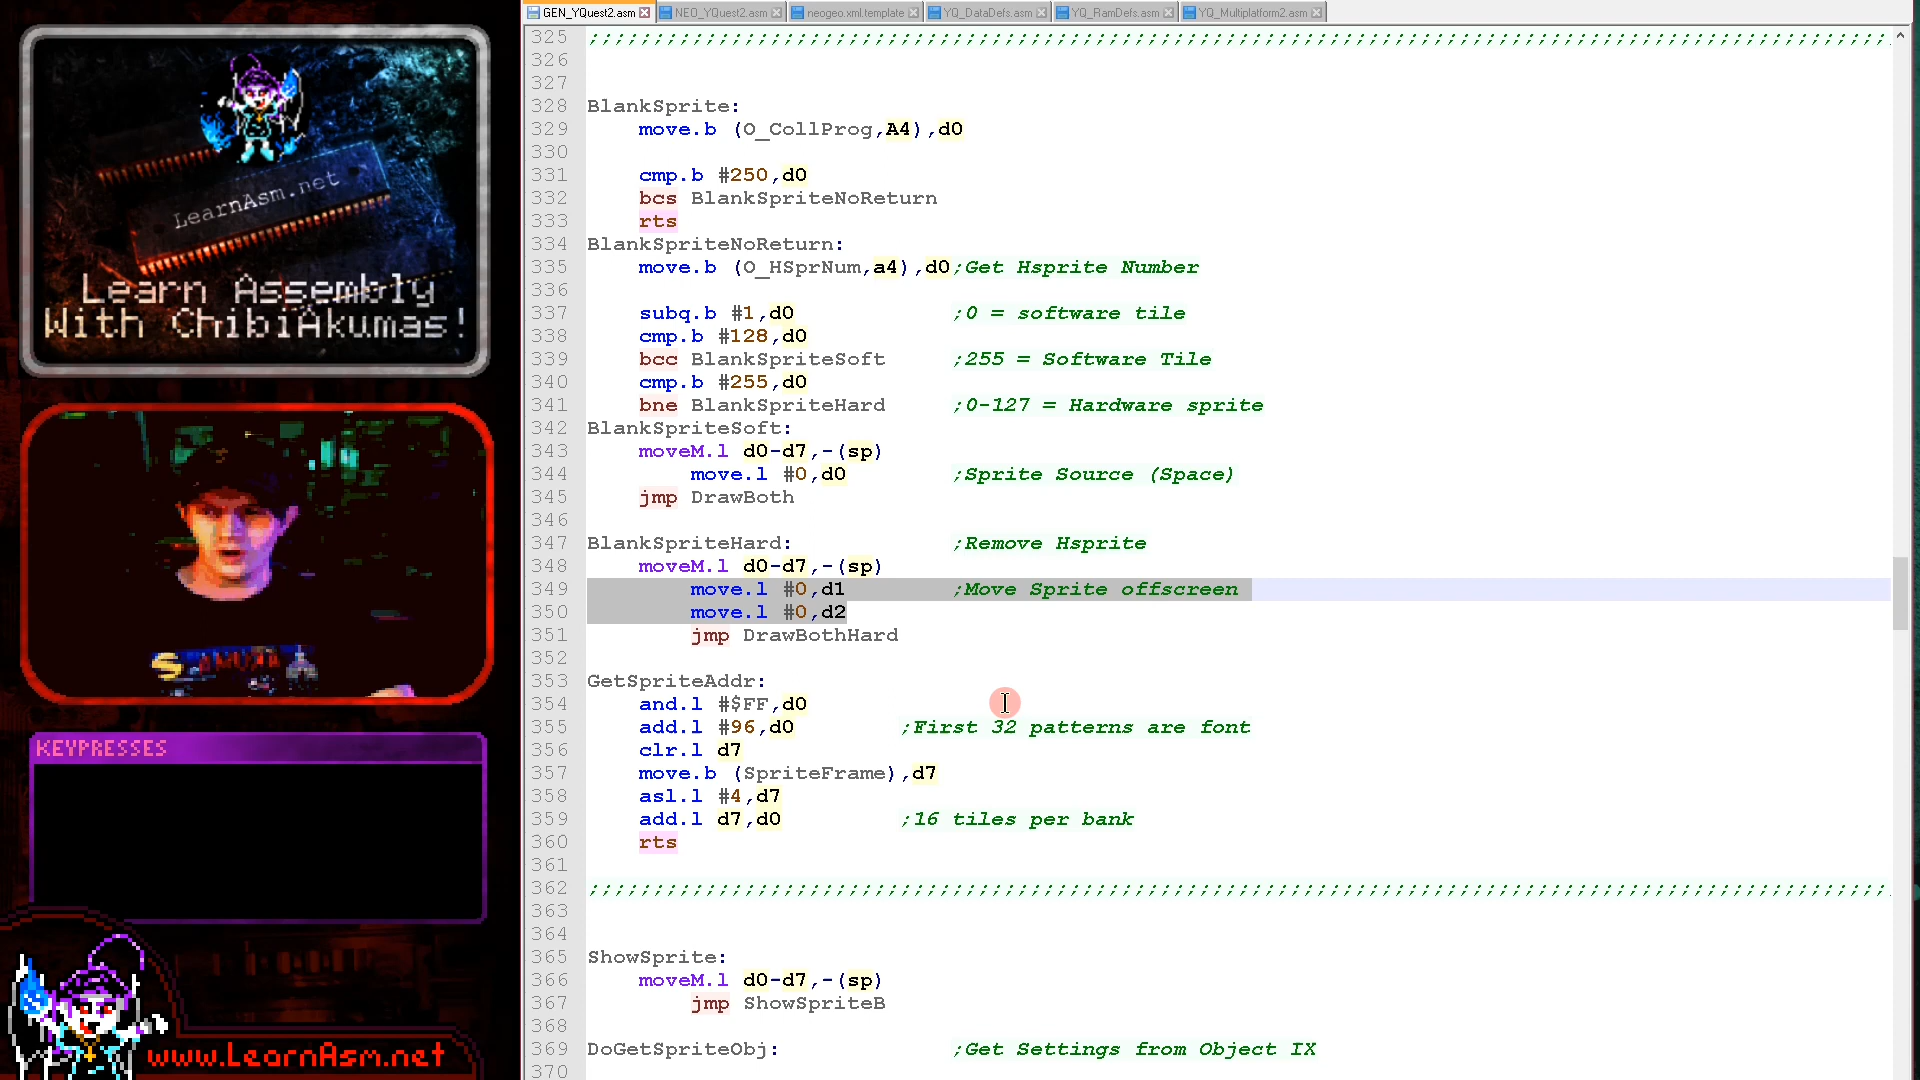 GEN_YQuest2.asm
NEO_YQuest2.asm
neogeo.xml.template
YQ_DataDefs.asm
YQ_RamDefs.asm
YQ_Multiplatform2.asm
LearnAsm.net
Learn Assembly
With ChibiAkumas!
KEYPRESSES
www.LearnAsm.net
325 ;;;;;;;;;;;;;;;;;;;;;;;;;;;;;;;;;;;;;;;;;;;;;;;;;;;;;;;;;;;;;;;;;;;;;;;;;;;;;;;;;;;;;;;;;;;;;;;;;;;;
326
327
328 BlankSprite:
329 move.b (O_CollProg,A4),d0
330
331 cmp.b #250,d0
332 bcs BlankSpriteNoReturn
333 rts
334 BlankSpriteNoReturn:
335 move.b (O_HSprNum,a4),d0;Get Hsprite Number
336
337 subq.b #1,d0 ;0 = software tile
338 cmp.b #128,d0
339 bcc BlankSpriteSoft ;255 = Software Tile
340 cmp.b #255,d0
341 bne BlankSpriteHard ;0-127 = Hardware sprite
342 BlankSpriteSoft:
343 moveM.l d0-d7,-(sp)
344 move.l #0,d0 ;Sprite Source (Space)
345 jmp DrawBoth
346
347 BlankSpriteHard: ;Remove Hsprite
348 moveM.l d0-d7,-(sp)
349 move.l #0,d1 ;Move Sprite offscreen
350 move.l #0,d2
351 jmp DrawBothHard
352
353 GetSpriteAddr:
354 and.l #$FF,d0
355 add.l #96,d0 ;First 32 patterns are font
356 clr.l d7
357 move.b (SpriteFrame),d7
358 asl.l #4,d7
359 add.l d7,d0 ;16 tiles per bank
360 rts
361
362 ;;;;;;;;;;;;;;;;;;;;;;;;;;;;;;;;;;;;;;;;;;;;;;;;;;;;;;;;;;;;;;;;;;;;;;;;;;;;;;;;;;;;;;;;;;;;;;;;;;;;
363
364
365 ShowSprite:
366 moveM.l d0-d7,-(sp)
367 jmp ShowSpriteB
368
369 DoGetSpriteObj: ;Get Settings from Object IX
370